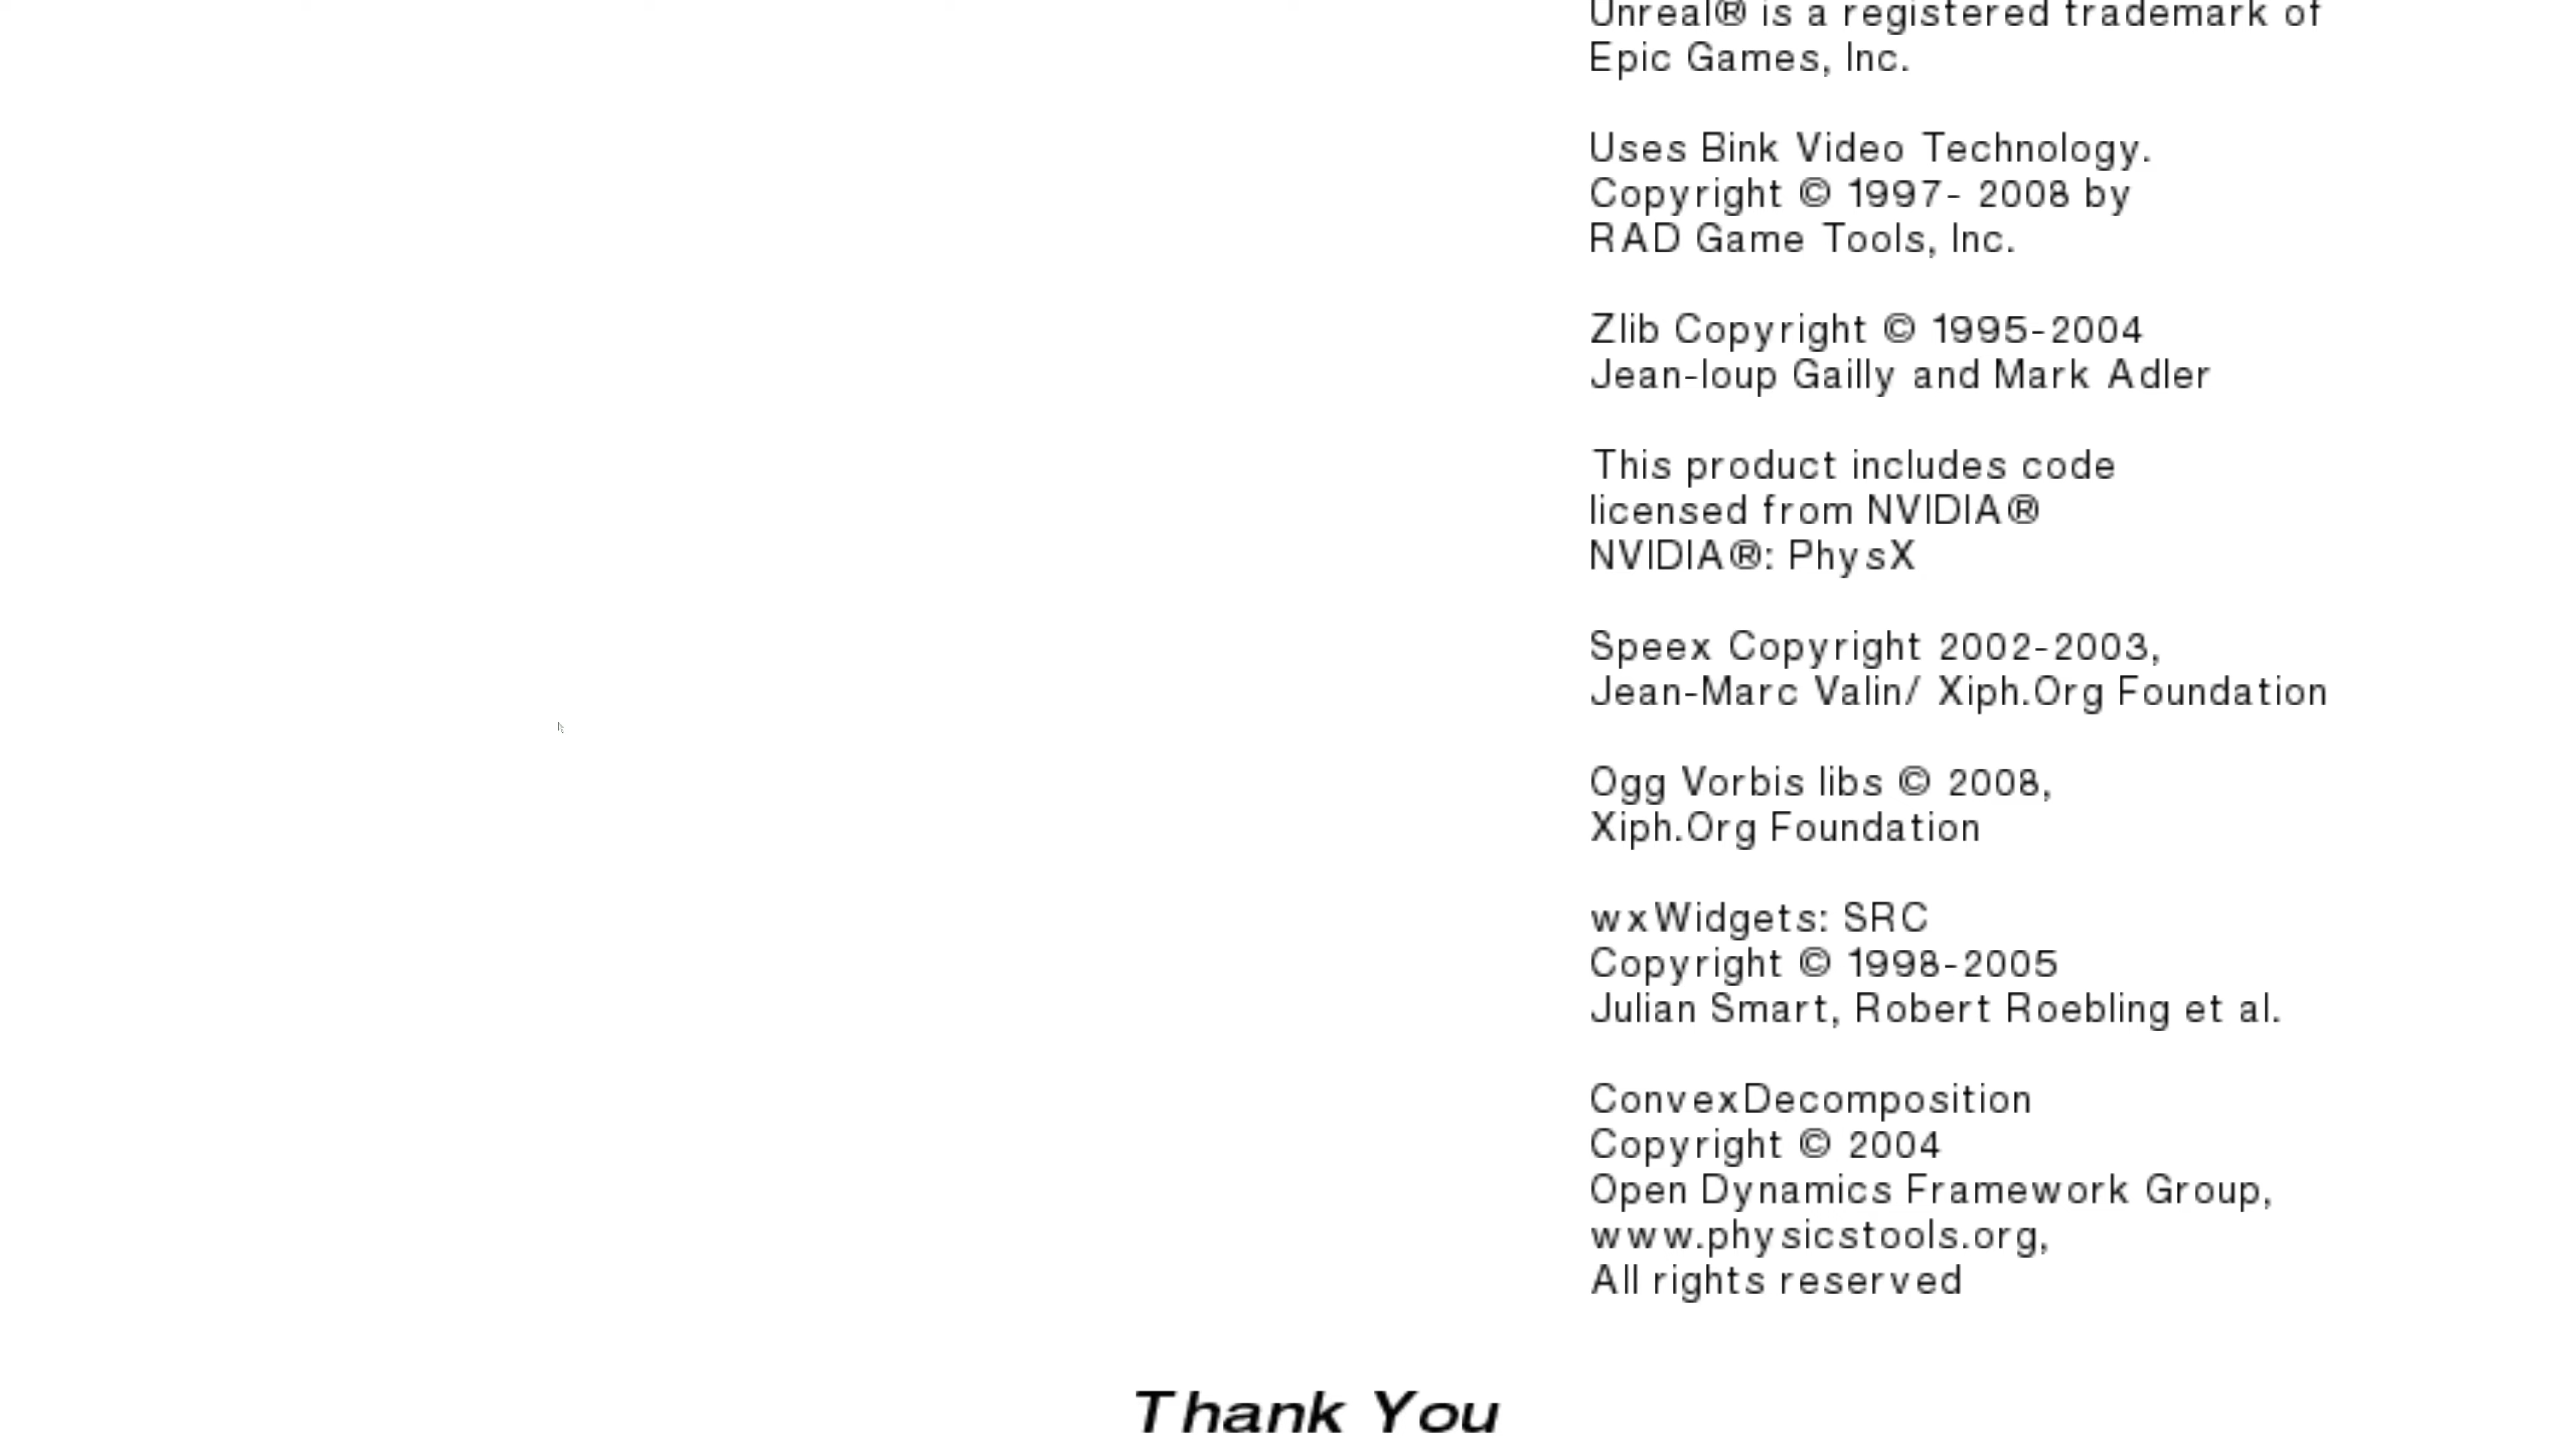 Unreal® is a registered trademark of
Epic Games, Inc.
Uses Bink Video Technology.
Copyright © 1997- 2008 by
RAD Game Tools, Inc.
Zlib Copyright © 1995-2004
Jean-loup Gailly and Mark Adler
This product includes code
licensed from NVIDIA®
NVIDIA®: PhysX
Speex Copyright 2002-2003,
Jean-Marc Valin/ Xiph.Org Foundation
Ogg Vorbis libs © 2008,
Xiph.Org Foundation
wxWidgets: SRC
Copyright © 1998-2005
Julian Smart, Robert Roebling et al.
ConvexDecomposition
Copyright © 2004
Open Dynamics Framework Group,
www.physicstools.org,
All rights reserved
Thank You